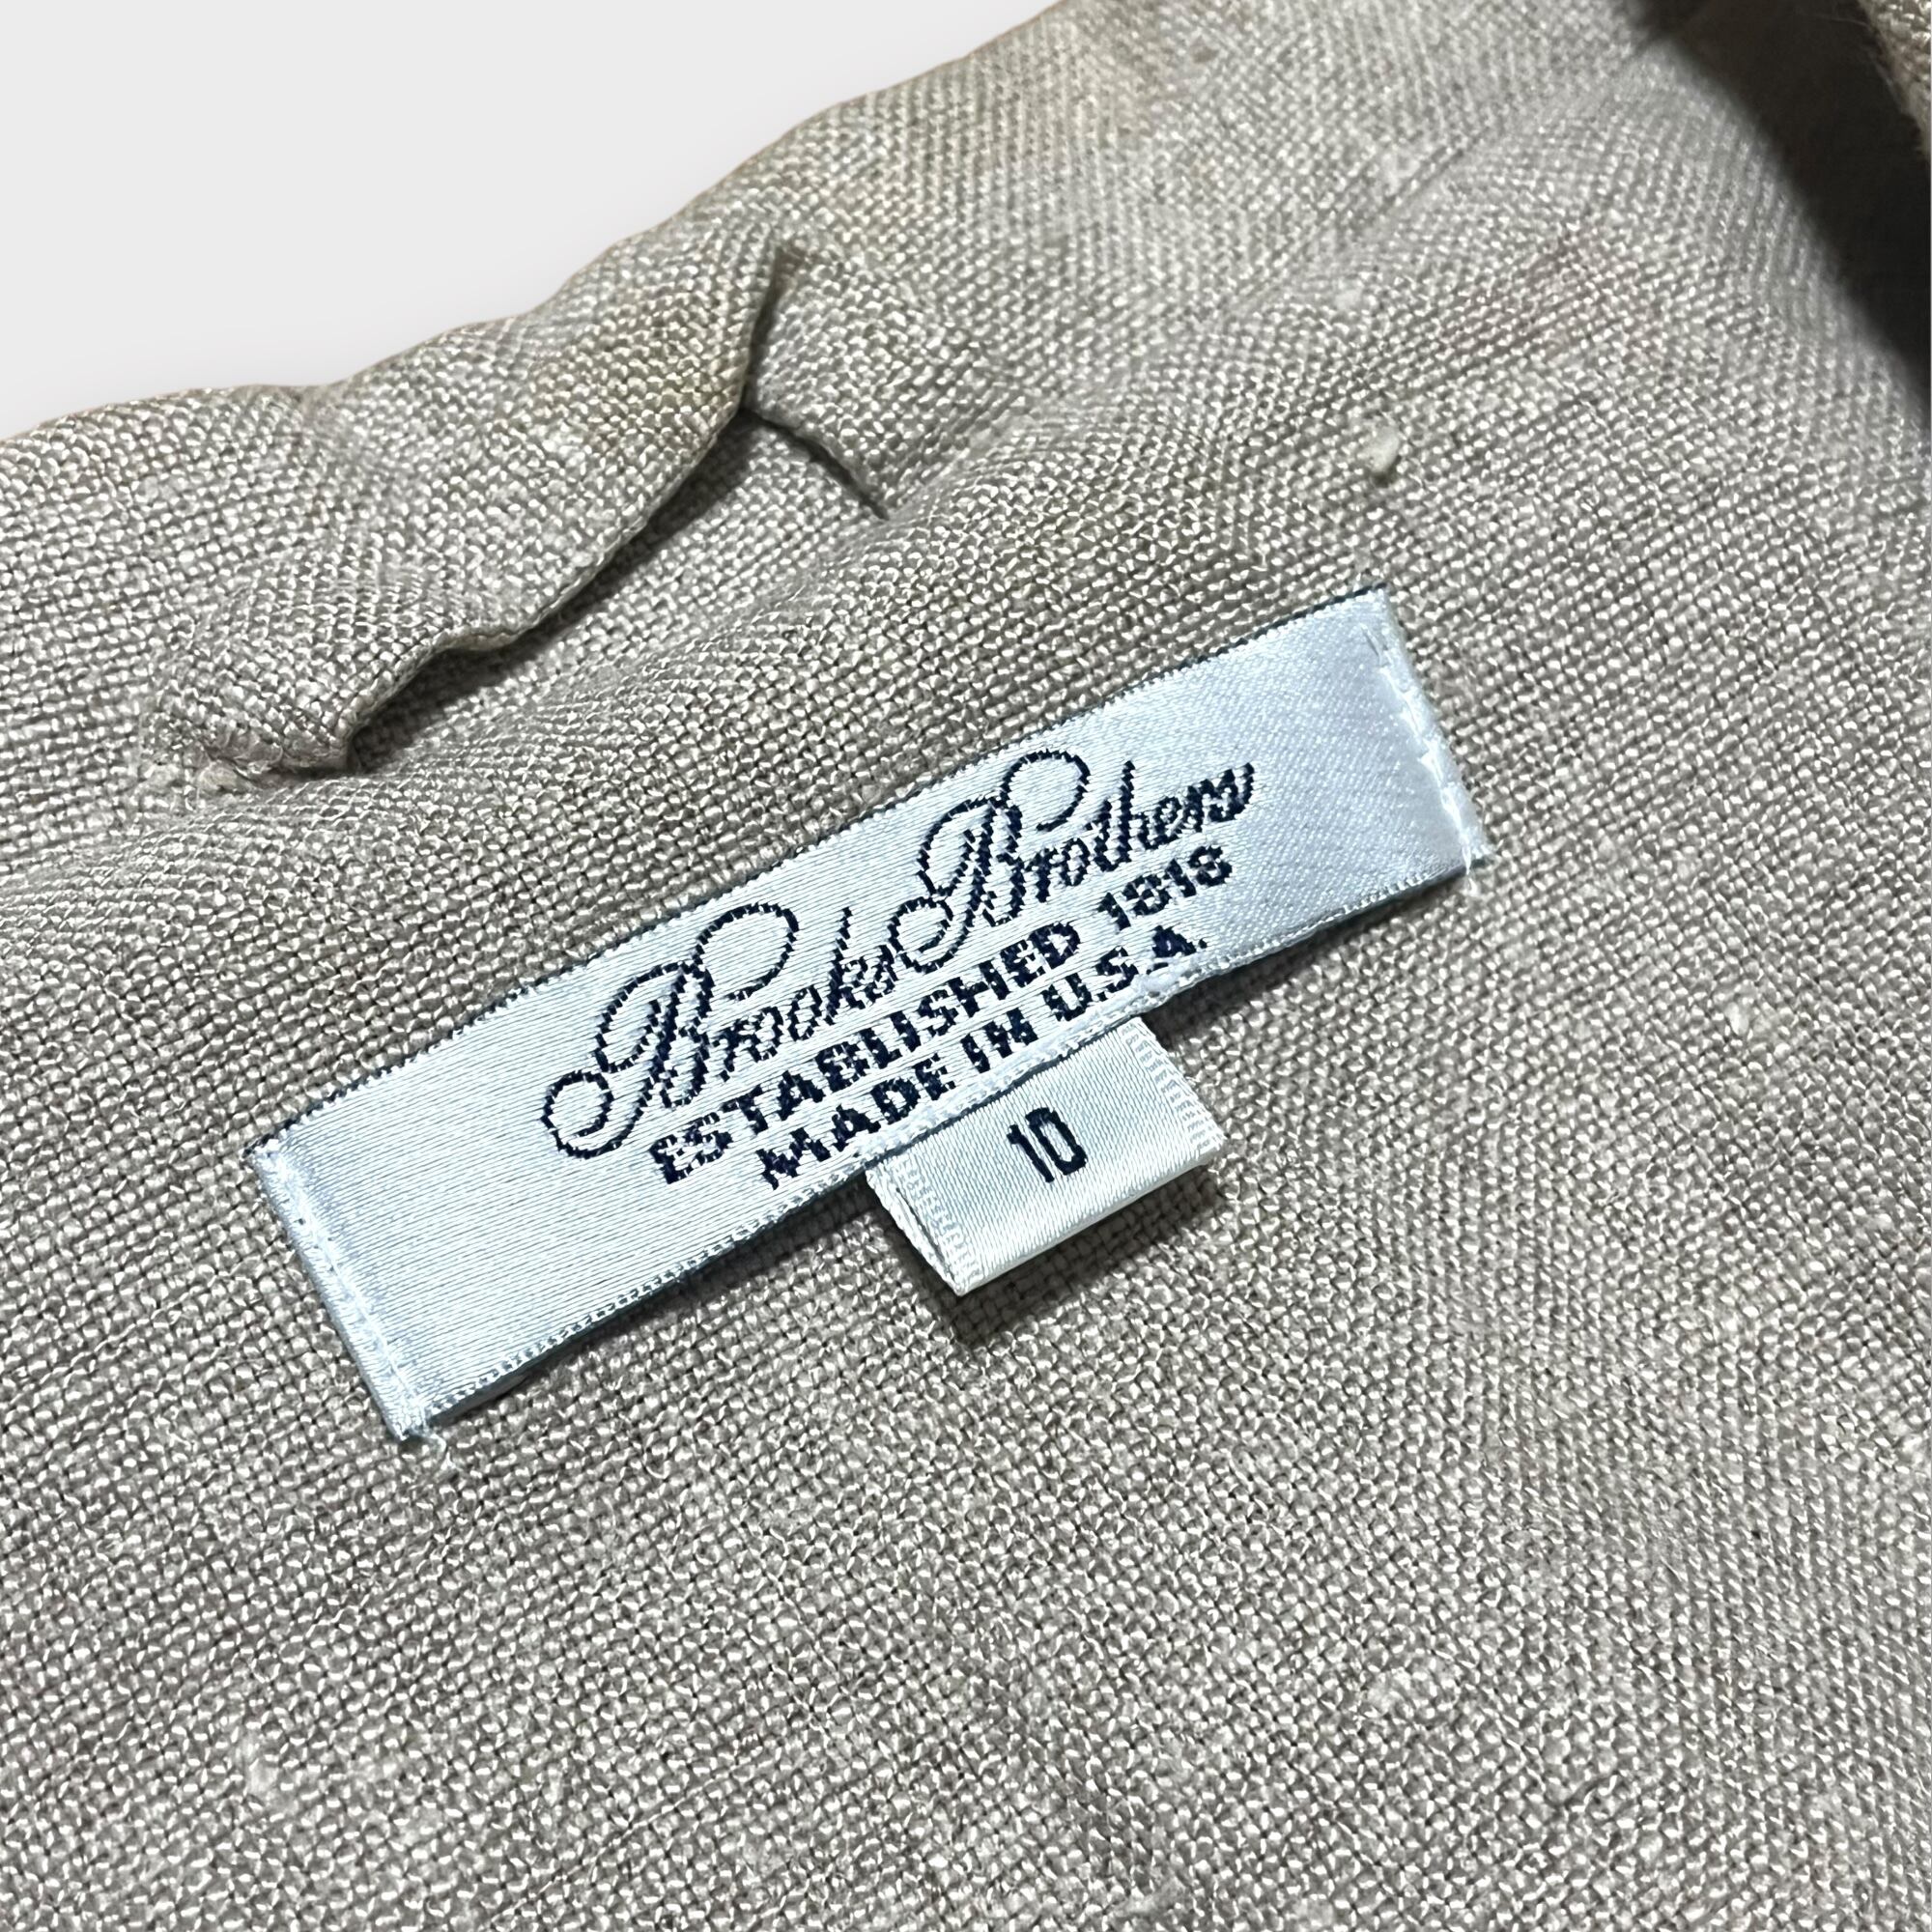 Brooks Brothers
ESTABLISHED 1818
MADE IN U.S.A.
10